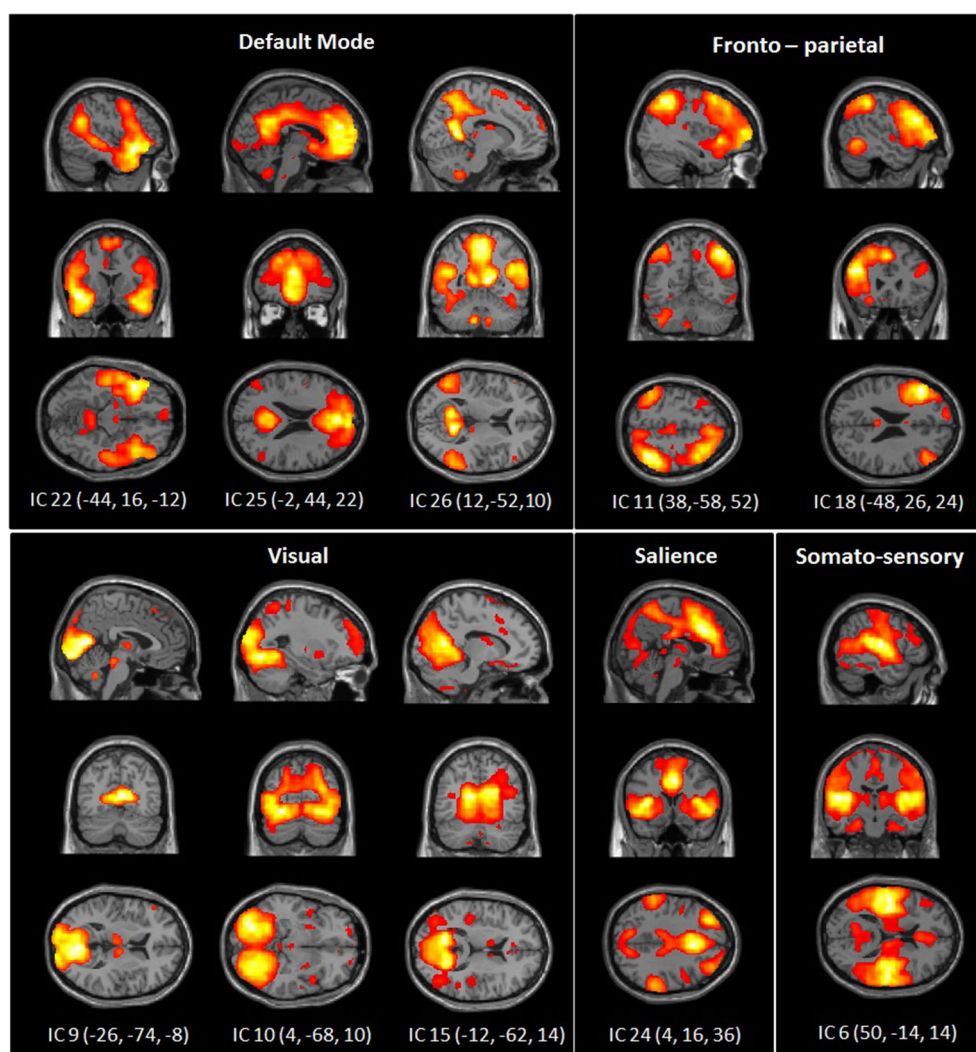 Default Mode
Fronto – parietal
IC 22 (-44, 16, -12)
IC 25 (-2, 44, 22)
IC 26 (12,-52,10)
IC 11 (38,-58, 52)
IC 18 (-48, 26, 24)
Visual
Salience
Somato-sensory
IC 9 (-26, -74, -8)
IC 10 (4, -68, 10)
IC 15 (-12, -62, 14)
IC 24 (4, 16, 36)
IC 6 (50, -14, 14)